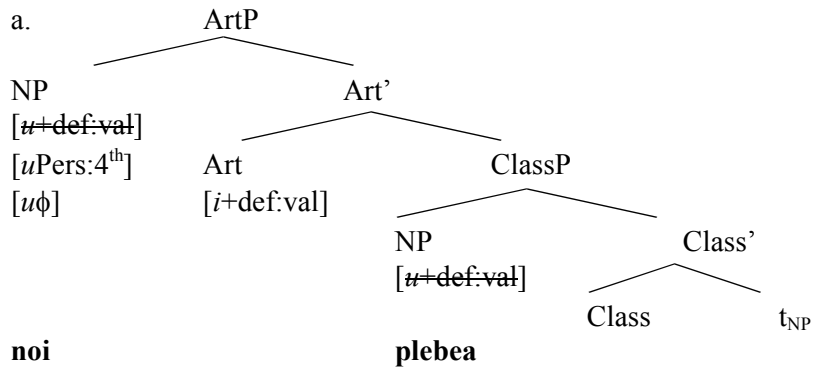 a. ArtP
NP Art’
[u+def:val]
[uPers:4th] Art ClassP
[uϕ] [i+def:val]
NP Class’
[u+def:val]
Class tNP
noi plebea